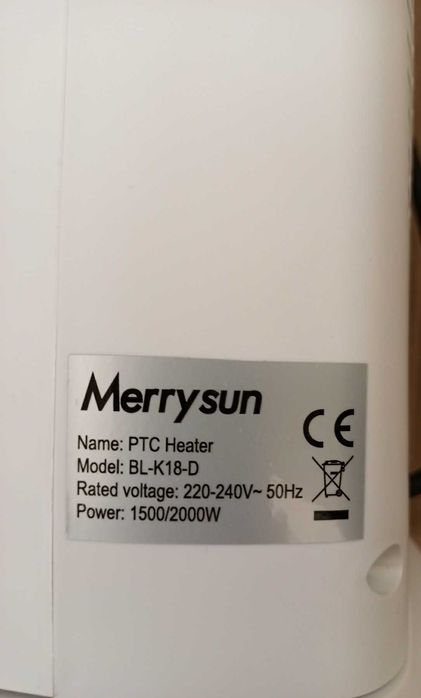 Merrysun
Name: PTC Heater
Model: BL-K18-D
Rated voltage: 220-240V~ 50Hz
Power: 1500/2000W
CE